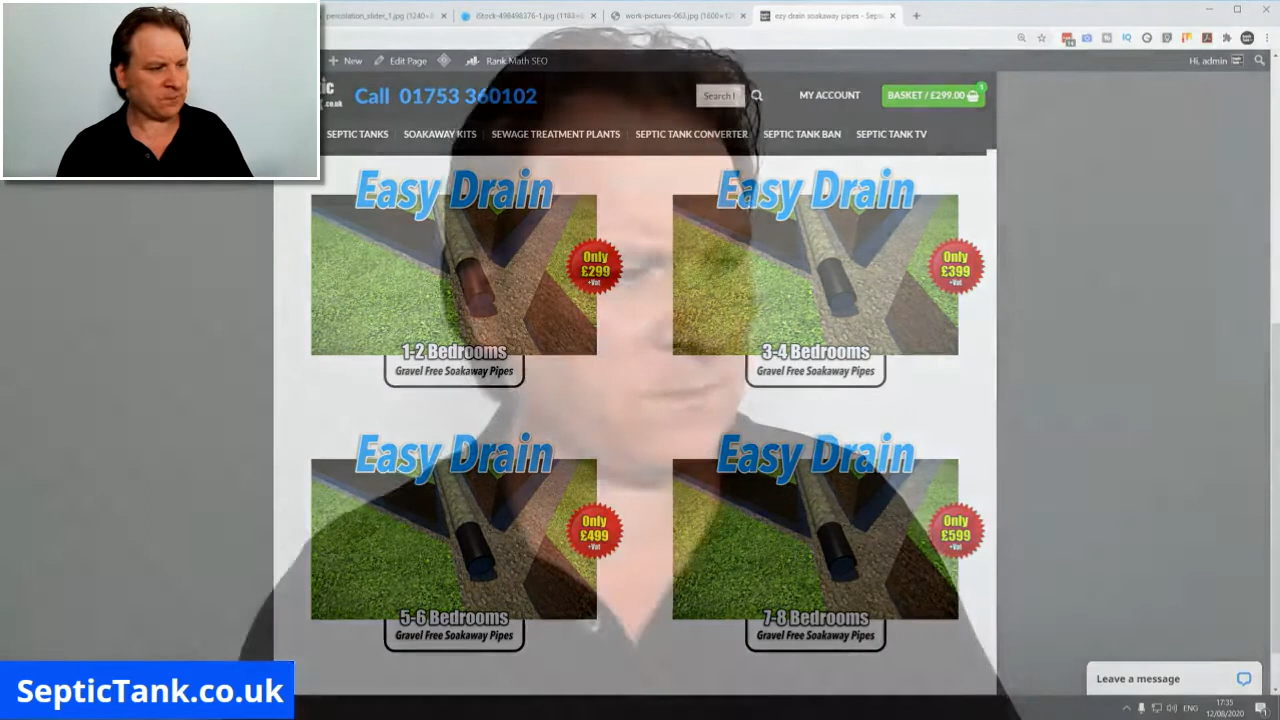 percolation_slider_1.jpg (1240×
iStock-498498376-1.jpg (1183×
work-pictures-063.jpg (1600×12
ezy drain soakaway pipes - Septi
New
Edit Page
Rank Math SEO
Hi, admin
tic
.co.uk
Call 01753 360102
Search
MY ACCOUNT
BASKET / £299.00
1
SEPTIC TANKS
SOAKAWAY KITS
SEWAGE TREATMENT PLANTS
SEPTIC TANK CONVERTER
SEPTIC TANK BAN
SEPTIC TANK TV
Easy Drain
Only
£299
+Vat
1-2 Bedrooms
Gravel Free Soakaway Pipes
Easy Drain
Only
£399
+Vat
3-4 Bedrooms
Gravel Free Soakaway Pipes
Easy Drain
Only
£499
+Vat
5-6 Bedrooms
Gravel Free Soakaway Pipes
Easy Drain
Only
£599
+Vat
7-8 Bedrooms
Gravel Free Soakaway Pipes
SepticTank.co.uk
Leave a message
ENG
17:35
12/08/2020